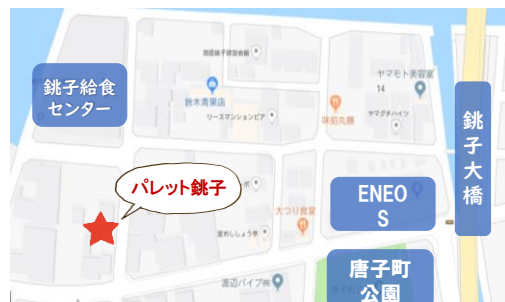 銚子給食
センター
鈴木青果店
リースマンションピア
味処丸勝
ヤマモト美容室
14
ヤマグチハイツ
銚子大橋
パレット銚子
大つり食堂
ENEO
S
渡辺パイプ㈱
唐子町
公園